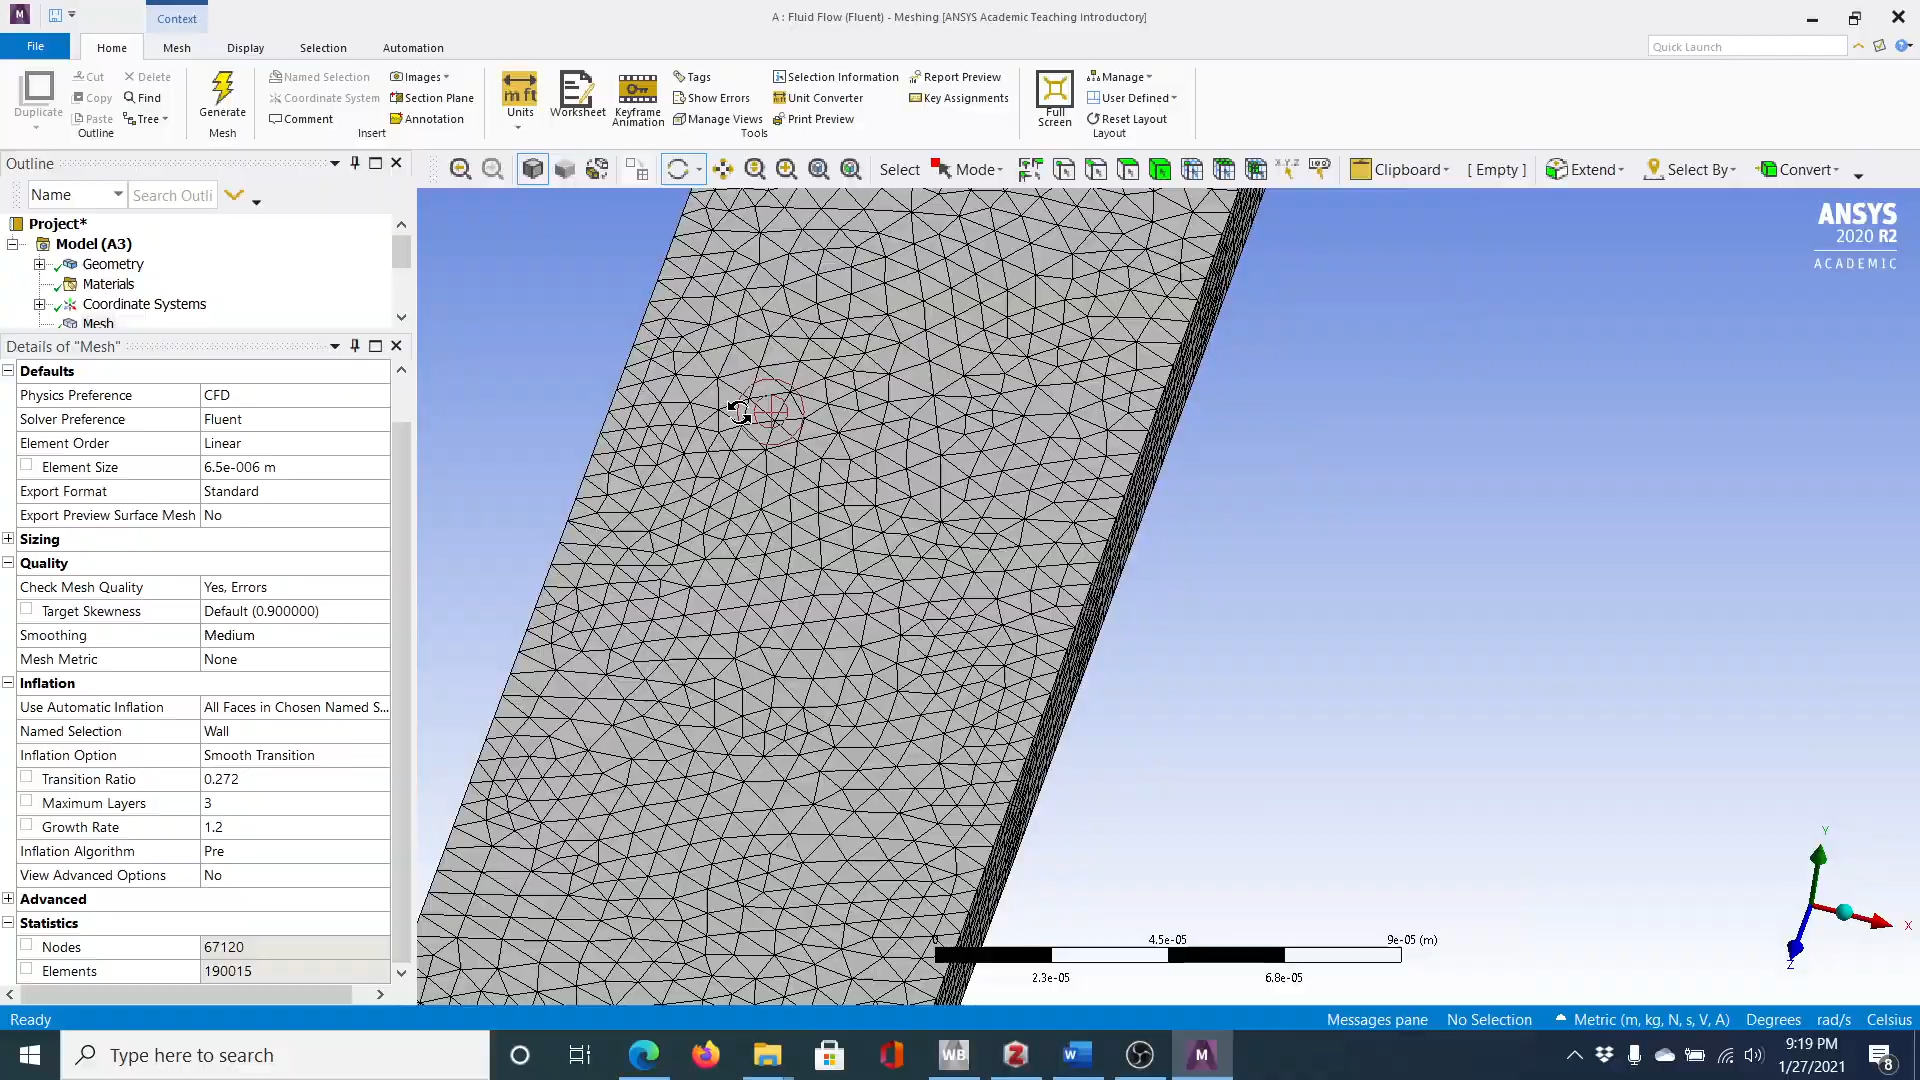 M
Context
A : Fluid Flow (Fluent) - Meshing [ANSYS Academic Teaching Introductory]
File
Home
Mesh
Display
Selection
Automation
Quick Launch
Duplicate
Cut
Delete
Copy
Find
Paste
Tree
Outline
Generate
Mesh
Named Selection
Images
Coordinate System
Section Plane
Comment
Annotation
Insert
m ft
Units
Worksheet
Keyframe
Animation
Tags
Selection Information
Report Preview
Show Errors
Unit Converter
Key Assignments
Manage Views
Print Preview
Tools
Full
Screen
Manage
User Defined
Reset Layout
Layout
Outline
Name
Search Outli
Project*
Model (A3)
Geometry
Materials
Coordinate Systems
Mesh
Select
Mode
Clipboard
[ Empty ]
Extend
Select By
Convert
ANSYS
2020 R2
ACADEMIC
Details of "Mesh"
Defaults
Physics Preference CFD
Solver Preference Fluent
Element Order Linear
Element Size 6.5e-006 m
Export Format Standard
Export Preview Surface Mesh No
Sizing
Quality
Check Mesh Quality Yes, Errors
Target Skewness Default (0.900000)
Smoothing Medium
Mesh Metric None
Inflation
Use Automatic Inflation All Faces in Chosen Named S...
Named Selection Wall
Inflation Option Smooth Transition
Transition Ratio 0.272
Maximum Layers 3
Growth Rate 1.2
Inflation Algorithm Pre
View Advanced Options No
Advanced
Statistics
Nodes 67120
Elements 190015
0 4.5e-05 9e-05 (m)
2.3e-05 6.8e-05
Y
X
Z
Ready
Messages pane
No Selection
Metric (m, kg, N, s, V, A)
Degrees
rad/s
Celsius
Type here to search
WB
M
9:19 PM
1/27/2021
8